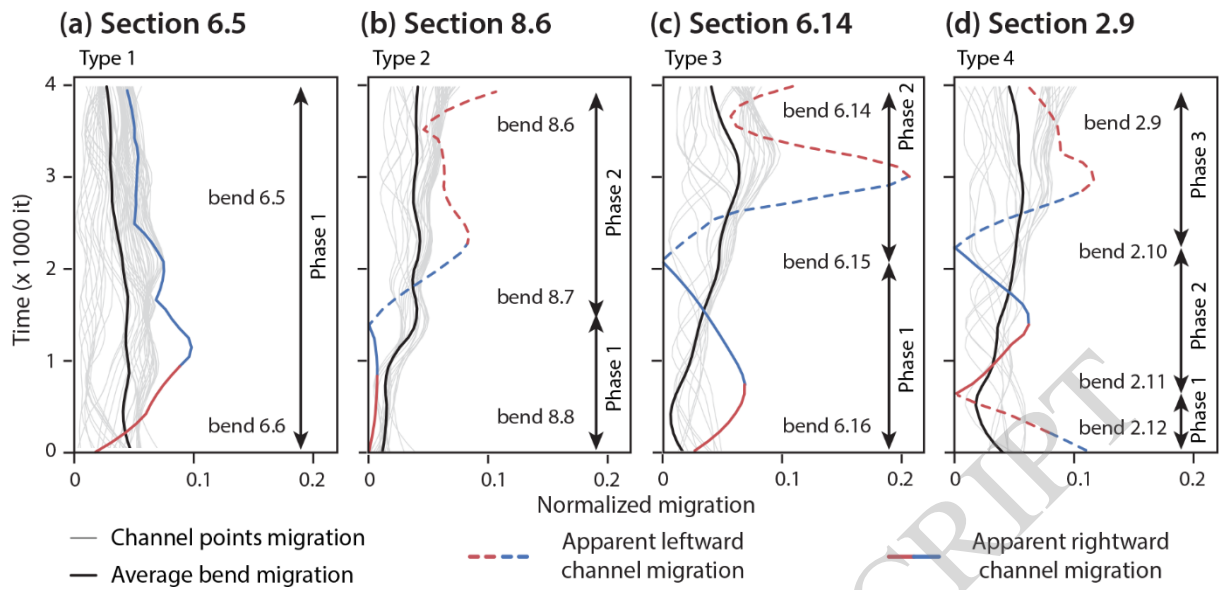 (a) Section 6.5
(b) Section 8.6
(c) Section 6.14
(d) Section 2.9
Type 1
Type 2
Type 3
Type 4
Time (x 1000 it)
4
3
2
1
0
bend 6.5
bend 6.6
Phase 1
bend 8.6
bend 8.7
bend 8.8
Phase 2
Phase 1
bend 6.14
bend 6.15
bend 6.16
Phase 2
Phase 1
bend 2.9
bend 2.10
bend 2.11
bend 2.12
Phase 3
Phase 2
Phase 1
0 0.1 0.2
0 0.1 0.2
0 0.1 0.2
0 0.1 0.2
Normalized migration
Channel points migration
Average bend migration
Apparent leftward
channel migration
Apparent rightward
channel migration
CRIPT